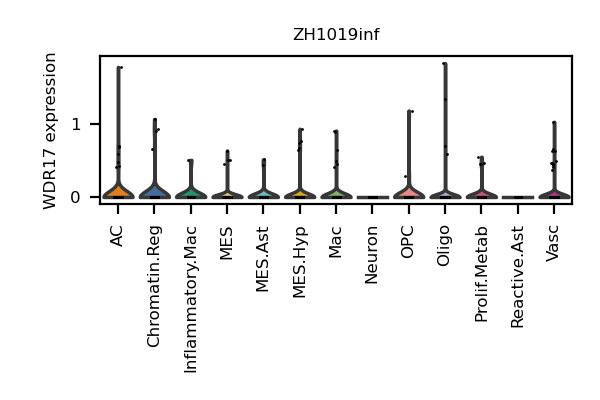 ZH1019inf
WDR17 expression
1
0
AC
Chromatin.Reg
Inflammatory.Mac
MES
MES.Ast
MES.Hyp
Mac
Neuron
OPC
Oligo
Prolif.Metab
Reactive.Ast
Vasc